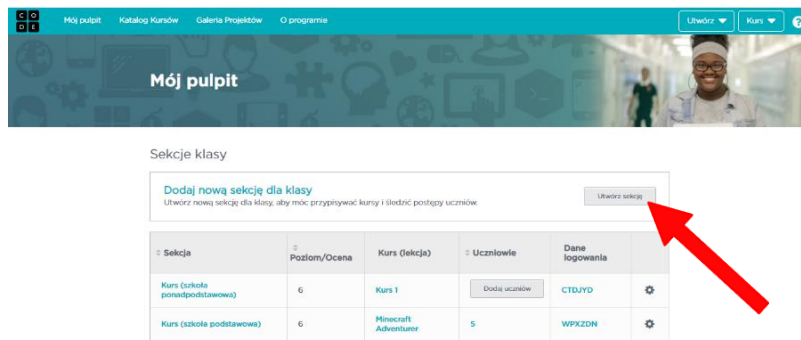 C O
D E
Mój pulpit Katalog Kursów Galeria Projektów O programie Utwórz Kurs ?
Mój pulpit
Sekcje klasy
Dodaj nową sekcję dla klasy
Utwórz nową sekcję dla klasy, aby móc przypisywać kursy i śledzić postępy uczniów.
Utwórz sekcję
Sekcja Poziom/Ocena Kurs (lekcja) Uczniowie Dane logowania
Kurs (szkoła ponadpodstawowa) 6 Kurs 1 Dodaj uczniów CTDJYD
Kurs (szkoła podstawowa) 6 Minecraft Adventurer 5 WPXZDN